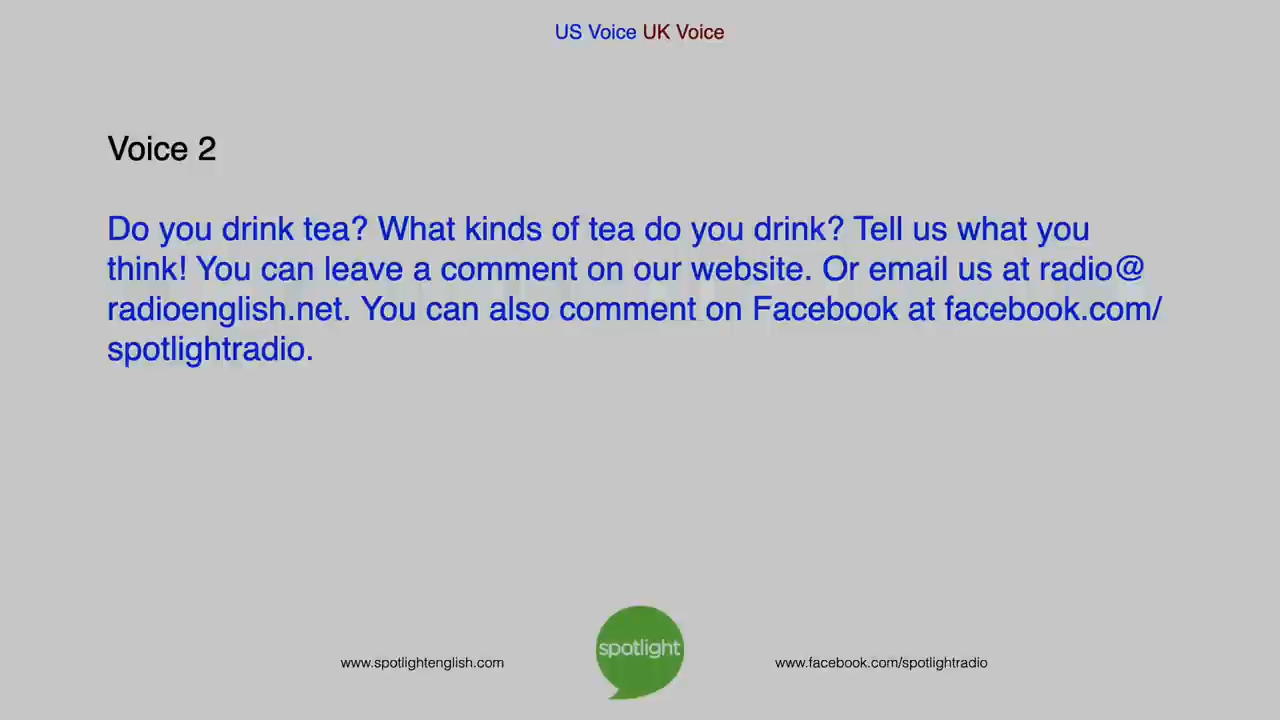 US Voice UK Voice
Voice 2
Do you drink tea? What kinds of tea do you drink? Tell us what you
think! You can leave a comment on our website. Or email us at radio@
radioenglish.net. You can also comment on Facebook at facebook.com/
spotlightradio.
spotlight
www.spotlightenglish.com
www.facebook.com/spotlightradio